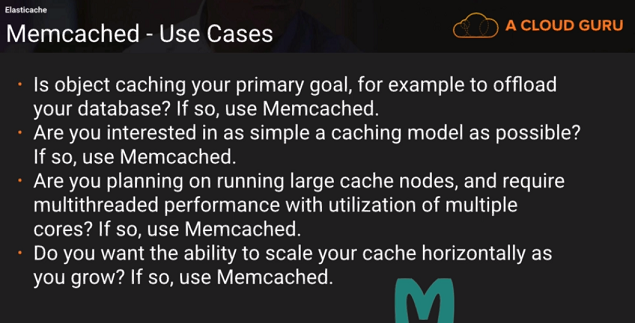 Elasticache
Memcached - Use Cases
A CLOUD GURU
• Is object caching your primary goal, for example to offload
your database? If so, use Memcached.
• Are you interested in as simple a caching model as possible?
If so, use Memcached.
• Are you planning on running large cache nodes, and require
multithreaded performance with utilization of multiple
cores? If so, use Memcached.
• Do you want the ability to scale your cache horizontally as
you grow? If so, use Memcached.